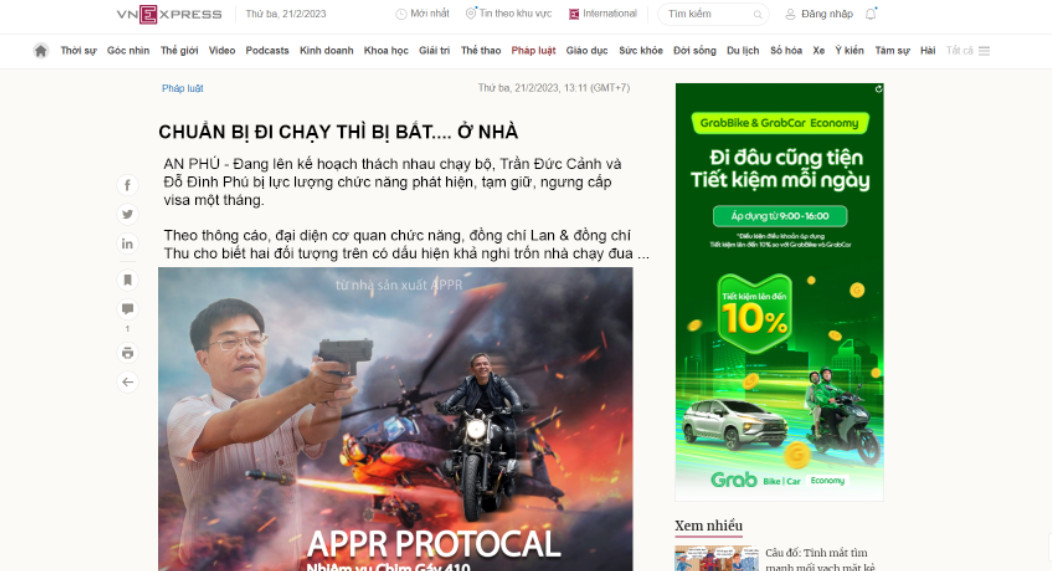 VNEXPRESS
Thứ ba, 21/2/2023
Mới nhất
Tin theo khu vực
International
Tìm kiếm
Đăng nhập
Thời sự Góc nhìn Thế giới Video Podcasts Kinh doanh Khoa học Giải trí Thể thao Pháp luật Giáo dục Sức khỏe Đời sống Du lịch Số hóa Xe Ý kiến Tâm sự Hài Tất cả
Pháp luật
Thứ ba, 21/2/2023, 13:11 (GMT+7)
CHUẨN BỊ ĐI CHẠY THÌ BỊ BẮT.... Ở NHÀ
AN PHÚ - Đang lên kế hoạch thách nhau chạy bộ, Trần Đức Cảnh và
Đỗ Đình Phú bị lực lượng chức năng phát hiện, tạm giữ, ngưng cấp
visa một tháng.
Theo thông cáo, đại diện cơ quan chức năng, đồng chí Lan & đồng chí
Thu cho biết hai đối tượng trên có dấu hiện khả nghi trốn nhà chạy đua ...
từ nhà sản xuất APPR
APPR PROTOCAL
Nhiệm vụ Chim Gáy 410
1
GrabBike & GrabCar Economy
Đi đâu cũng tiện
Tiết kiệm mỗi ngày
Áp dụng từ 9:00-16:00
*Điều kiện điều khoản áp dụng
Tiết kiệm lên đến 10% so với GrabBike và GrabCar
Tiết kiệm lên đến
10%
Grab Bike | Car Economy
Xem nhiều
Câu đố: Tinh mắt tìm
manh mối vạch mặt kẻ